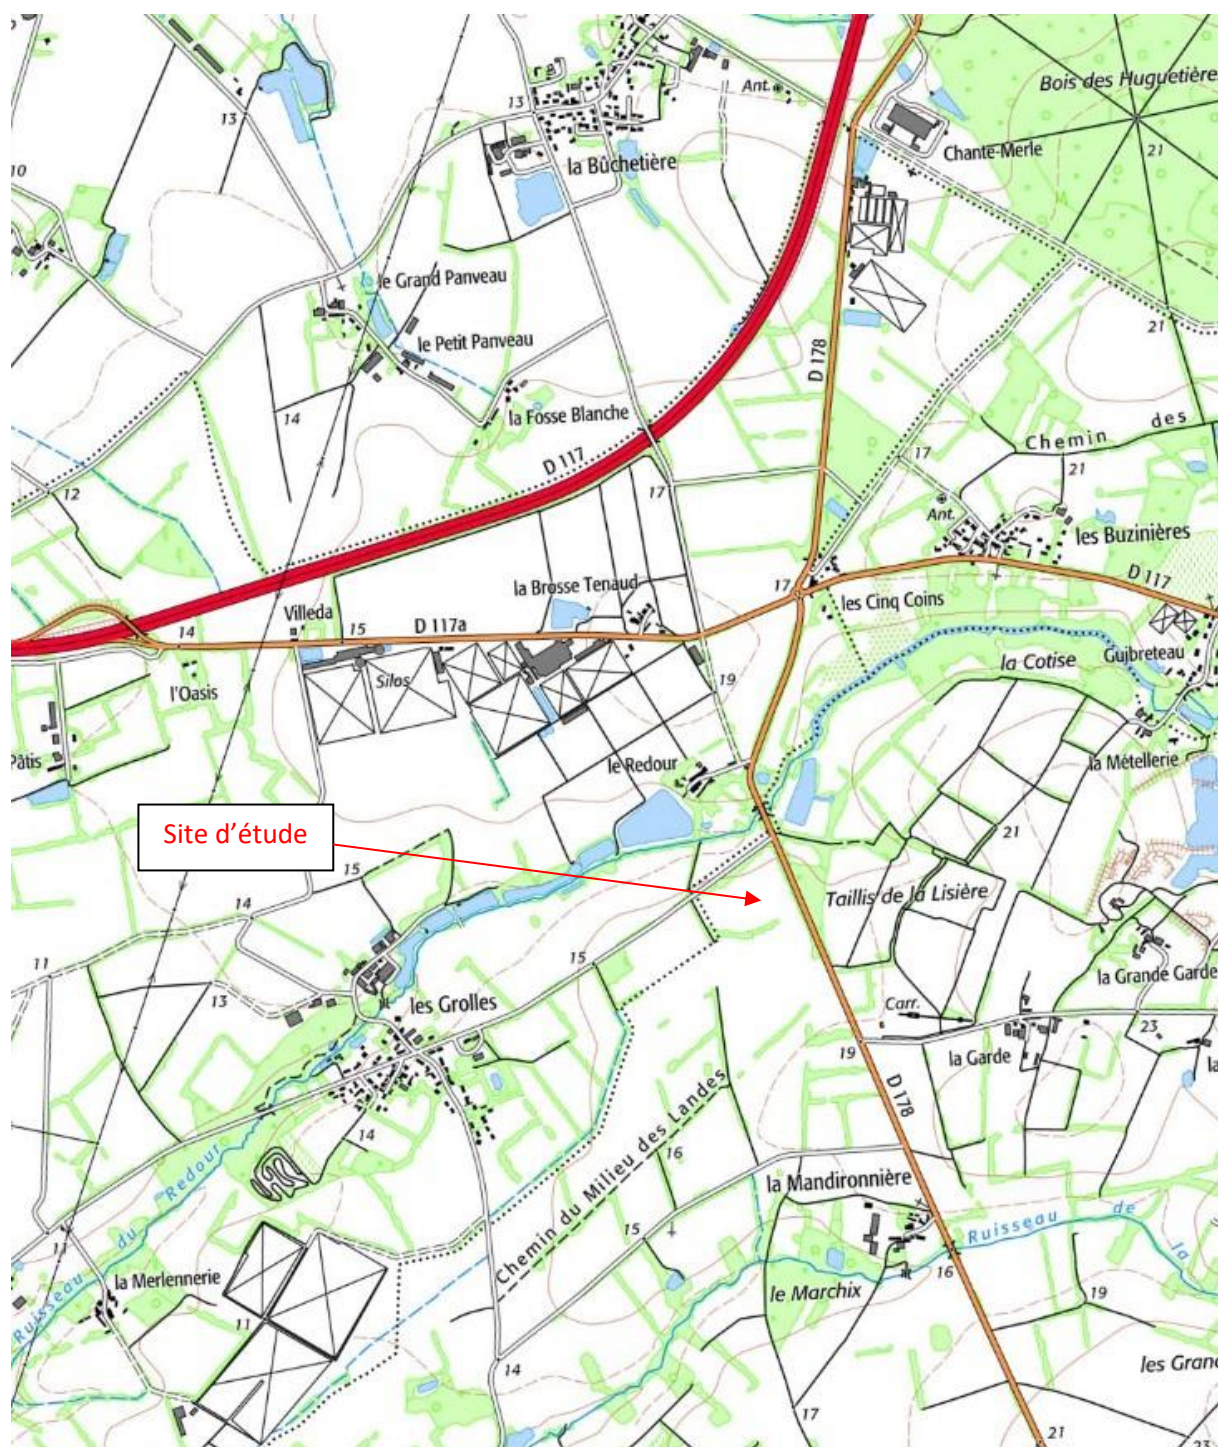 Bois des Huguetière
Ant.
13
13
Chante-Merle
21
la Bûchetière
10
le Grand Panveau
21
le Petit Panveau
D 178
14
la Fosse Blanche
Chemin des
D 117
17
21
12
17
Ant.
les Buzinières
la Brosse Tenaud
17
D 117
Villeda
les Cinq Coins
14
15
D 117a
la Cotise
Guibreteau
l'Oasis
Silos
19
Pâtis
le Redour
la Métellerie
Site d'étude
21
15
Taillis de la Lisière
14
11
15
la Grande Garde
13
les Grolles
Carr.
23
19
la Garde
la
D 178
14
Chemin du Milieu des Landes
16
la Mandironnière
Ruisseau du Redour
15
Ruisseau de la
11
la Merlennerie
16
le Marchix
19
11
14
les Grand
17
21
23